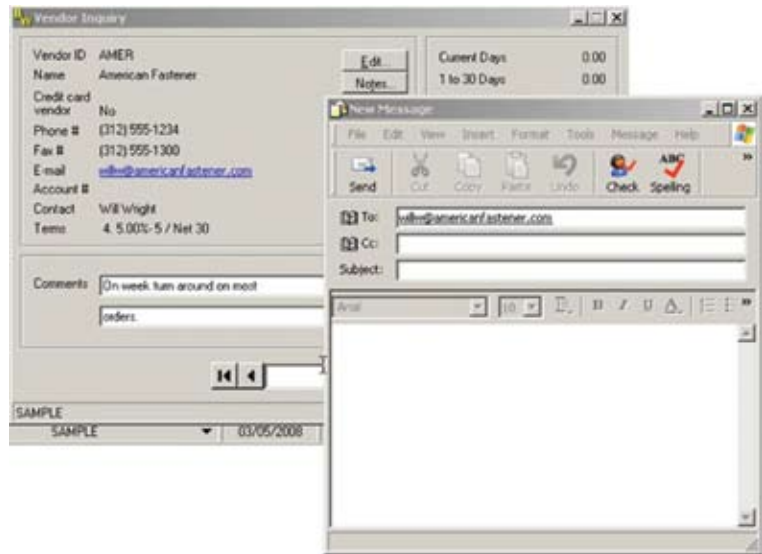 Vendor Inquiry
Vendor ID AMER
Name American Fastener
Credit card
vendor No
Phone # (312) 555-1234
Fax # (312) 555-1300
E-mail willw@americanfastener.com
Account #
Contact Will Wright
Terms 4. 5.00%- 5 / Net 30
Edit...
Notes...
Current Days 0.00
1 to 30 Days 0.00
Comments On week turn around on most
orders.
SAMPLE
SAMPLE 03/05/2008
New Message
File Edit View Insert Format Tools Message Help
Send Cut Copy Paste Undo Check Spelling
To: willw@americanfastener.com
Cc:
Subject:
Arial 10 B I U A